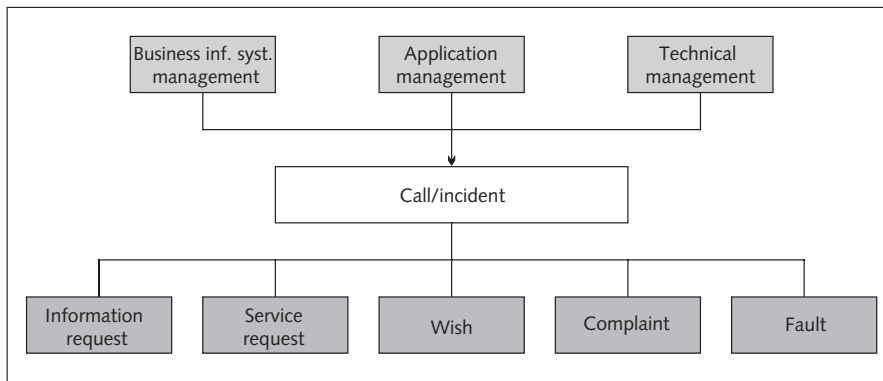 Business inf. syst.
management
Application
management
Technical
management
Call/incident
Information
request
Service
request
Wish
Complaint
Fault